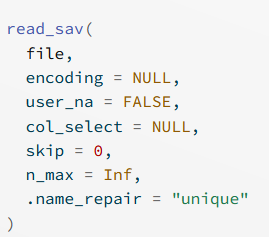 read_sav(
  file,
  encoding = NULL,
  user_na = FALSE,
  col_select = NULL,
  skip = 0,
  n_max = Inf,
  .name_repair = "unique"
)